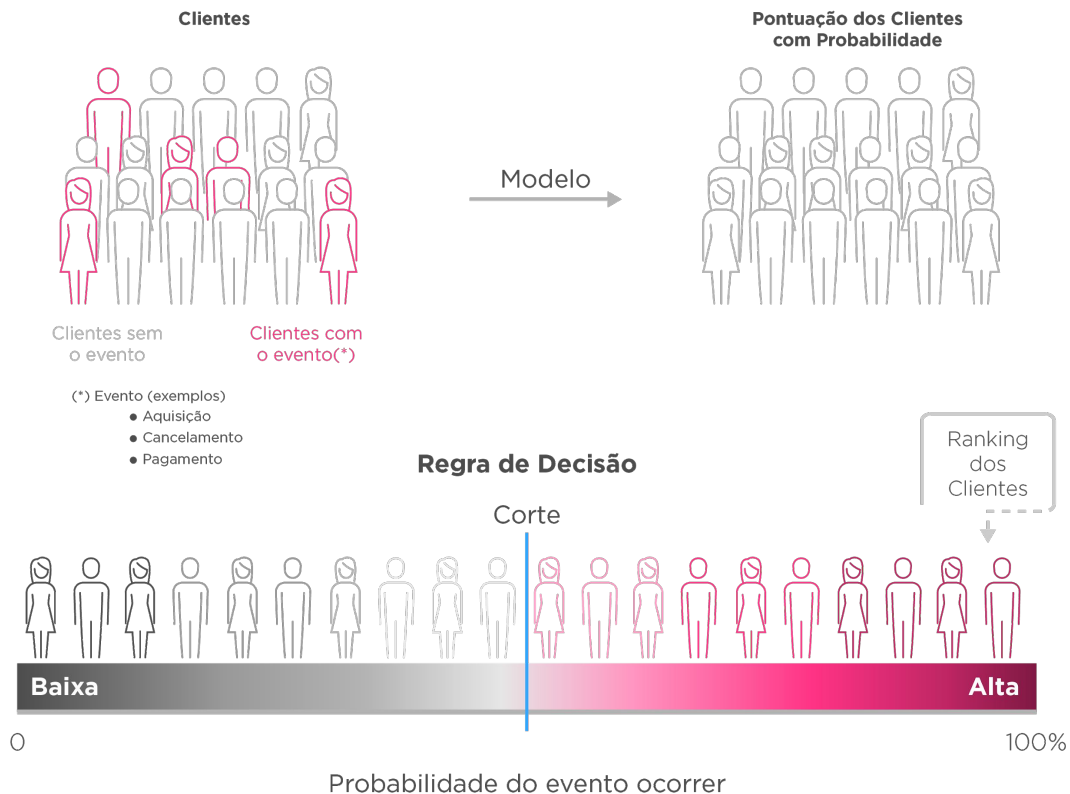 Clientes
Pontuação dos Clientes
com Probabilidade
Modelo
Clientes sem
o evento
Clientes com
o evento(*)
(*) Evento (exemplos)
● Aquisição
● Cancelamento
● Pagamento
Ranking
dos
Clientes
Regra de Decisão
Corte
Baixa
Alta
0
100%
Probabilidade do evento ocorrer